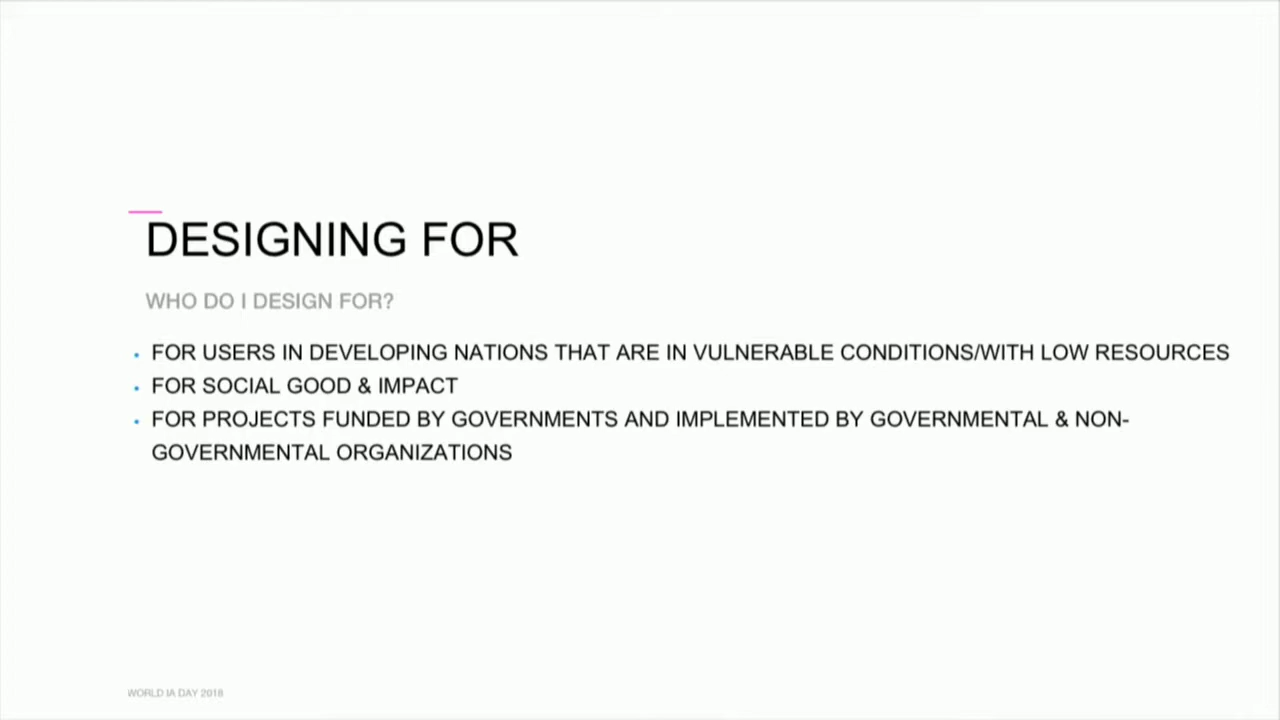 DESIGNING FOR
WHO DO I DESIGN FOR?
• FOR USERS IN DEVELOPING NATIONS THAT ARE IN VULNERABLE CONDITIONS/WITH LOW RESOURCES
• FOR SOCIAL GOOD & IMPACT
• FOR PROJECTS FUNDED BY GOVERNMENTS AND IMPLEMENTED BY GOVERNMENTAL & NON-
GOVERNMENTAL ORGANIZATIONS
WORLD IA DAY 2018